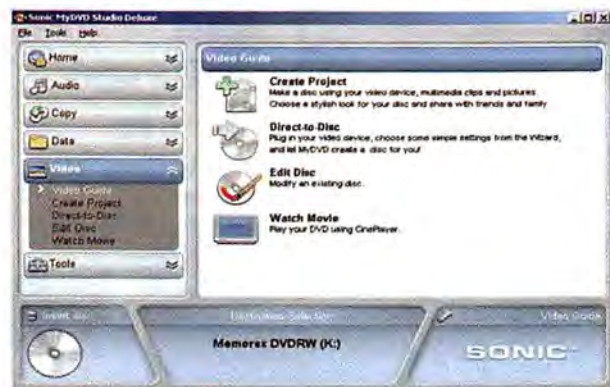 Sonic MyDVD Studio Deluxe
File Tools Help
Home
Audio
Copy
Data
Video
Video Guide
Create Project
Direct-to-Disc
Edit Disc
Watch Movie
Tools
Video Guide
Create Project
Make a disc using your video device, multimedia clips and pictures
Choose a stylish look for your disc and share with friends and family
Direct-to-Disc
Plug in your video device, choose some simple settings from the Wizard,
and let MyDVD create a disc for you!
Edit Disc
Modify an existing disc.
Watch Movie
Play your DVD using CinePlayer.
Destination Selection
Video Guide
Memorex DVDRW (K:)
SONIC